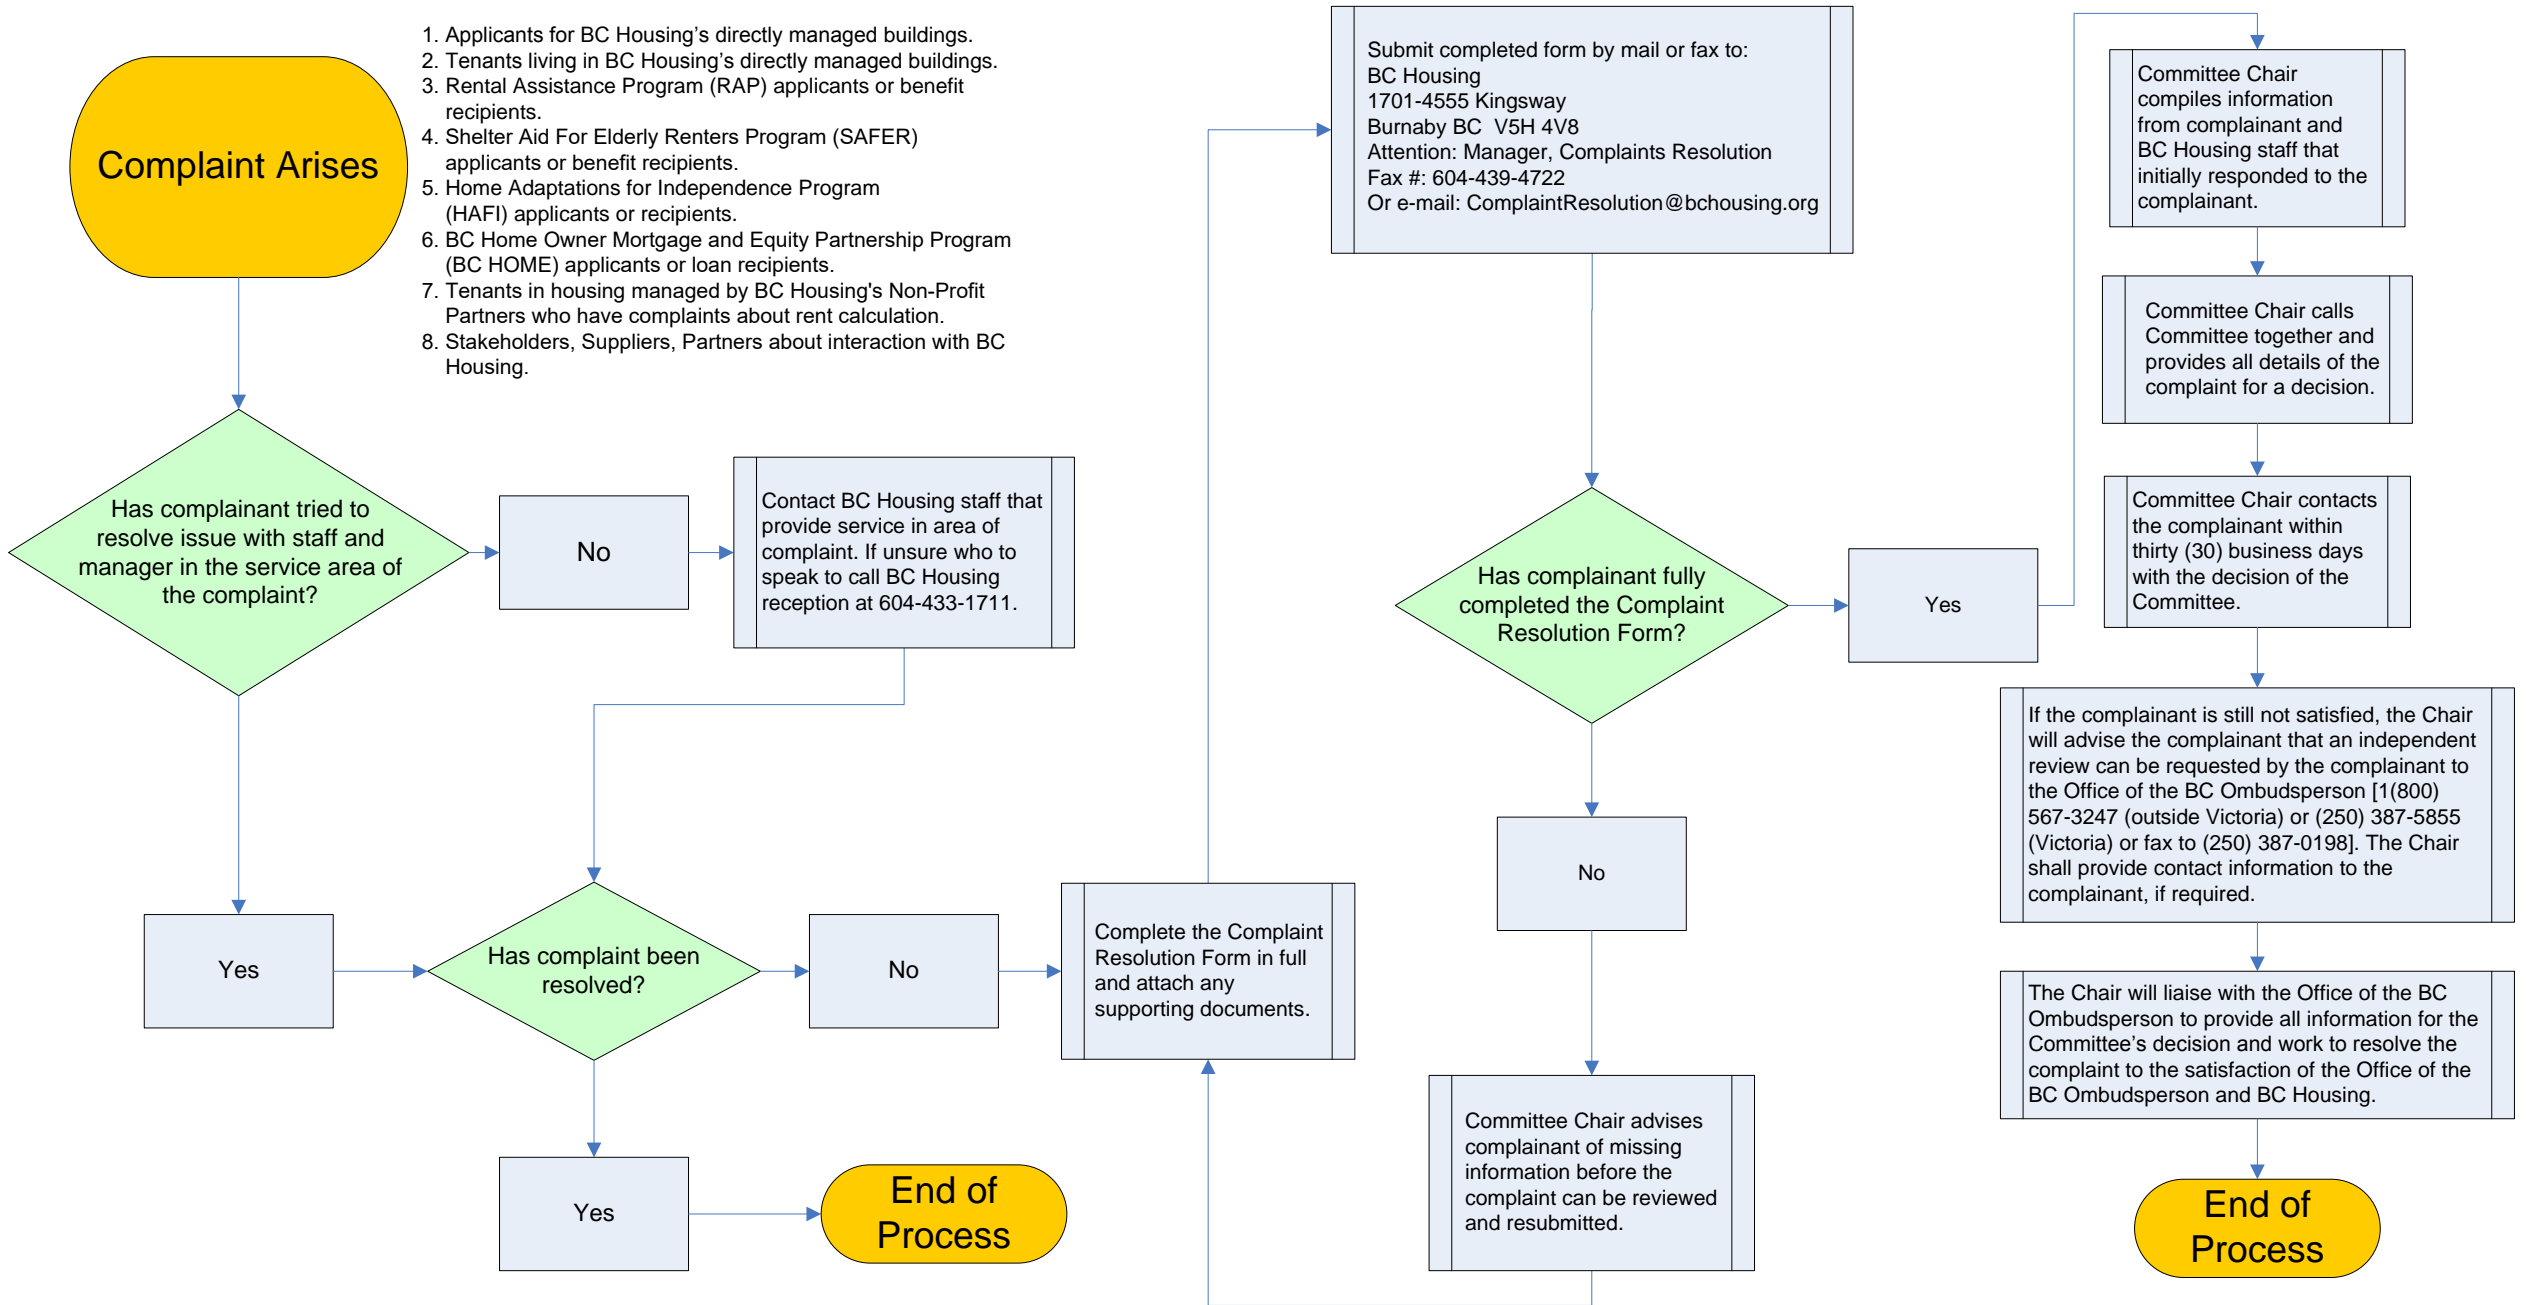 Complaint Arises
1. Applicants for BC Housing’s directly managed buildings.
2. Tenants living in BC Housing’s directly managed buildings.
3. Rental Assistance Program (RAP) applicants or benefit
recipients.
4. Shelter Aid For Elderly Renters Program (SAFER)
applicants or benefit recipients.
5. Home Adaptations for Independence Program
(HAFI) applicants or recipients.
6. BC Home Owner Mortgage and Equity Partnership Program
(BC HOME) applicants or loan recipients.
7. Tenants in housing managed by BC Housing's Non-Profit
Partners who have complaints about rent calculation.
8. Stakeholders, Suppliers, Partners about interaction with BC
Housing.
Has complainant tried to
resolve issue with staff and
manager in the service area of
the complaint?
No
Contact BC Housing staff that
provide service in area of
complaint. If unsure who to
speak to call BC Housing
reception at 604-433-1711.
Yes
Has complaint been
resolved?
No
Complete the Complaint
Resolution Form in full
and attach any
supporting documents.
Yes
End of
Process
Submit completed form by mail or fax to:
BC Housing
1701-4555 Kingsway
Burnaby BC  V5H 4V8
Attention: Manager, Complaints Resolution
Fax #: 604-439-4722
Or e-mail: ComplaintResolution@bchousing.org
Has complainant fully
completed the Complaint
Resolution Form?
Yes
No
Committee Chair advises
complainant of missing
information before the
complaint can be reviewed
and resubmitted.
Committee Chair
compiles information
from complainant and
BC Housing staff that
initially responded to the
complainant.
Committee Chair calls
Committee together and
provides all details of the
complaint for a decision.
Committee Chair contacts
the complainant within
thirty (30) business days
with the decision of the
Committee.
If the complainant is still not satisfied, the Chair
will advise the complainant that an independent
review can be requested by the complainant to
the Office of the BC Ombudsperson [1(800)
567-3247 (outside Victoria) or (250) 387-5855
(Victoria) or fax to (250) 387-0198]. The Chair
shall provide contact information to the
complainant, if required.
The Chair will liaise with the Office of the BC
Ombudsperson to provide all information for the
Committee’s decision and work to resolve the
complaint to the satisfaction of the Office of the
BC Ombudsperson and BC Housing.
End of
Process